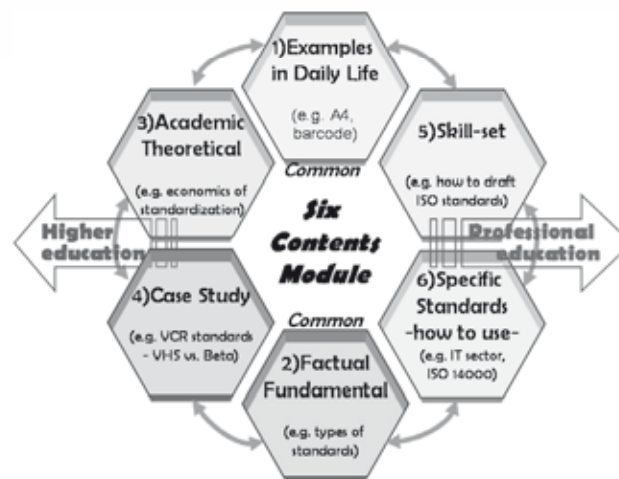 1)Examples
in Daily Life
(e.g. A4,
barcode)
Common
3)Academic
Theoretical
(e.g. economics of
standardization)
5)Skill-set
(e.g. how to draft
ISO standards)
Higher
education
Six
Contents
Module
Professional
education
4)Case Study
(e.g. VCR standards
- VHS vs. Beta)
6)Specific
Standards
-how to use-
(e.g. IT sector,
ISO 14000)
Common
2)Factual
Fundamental
(e.g. types of
standards)